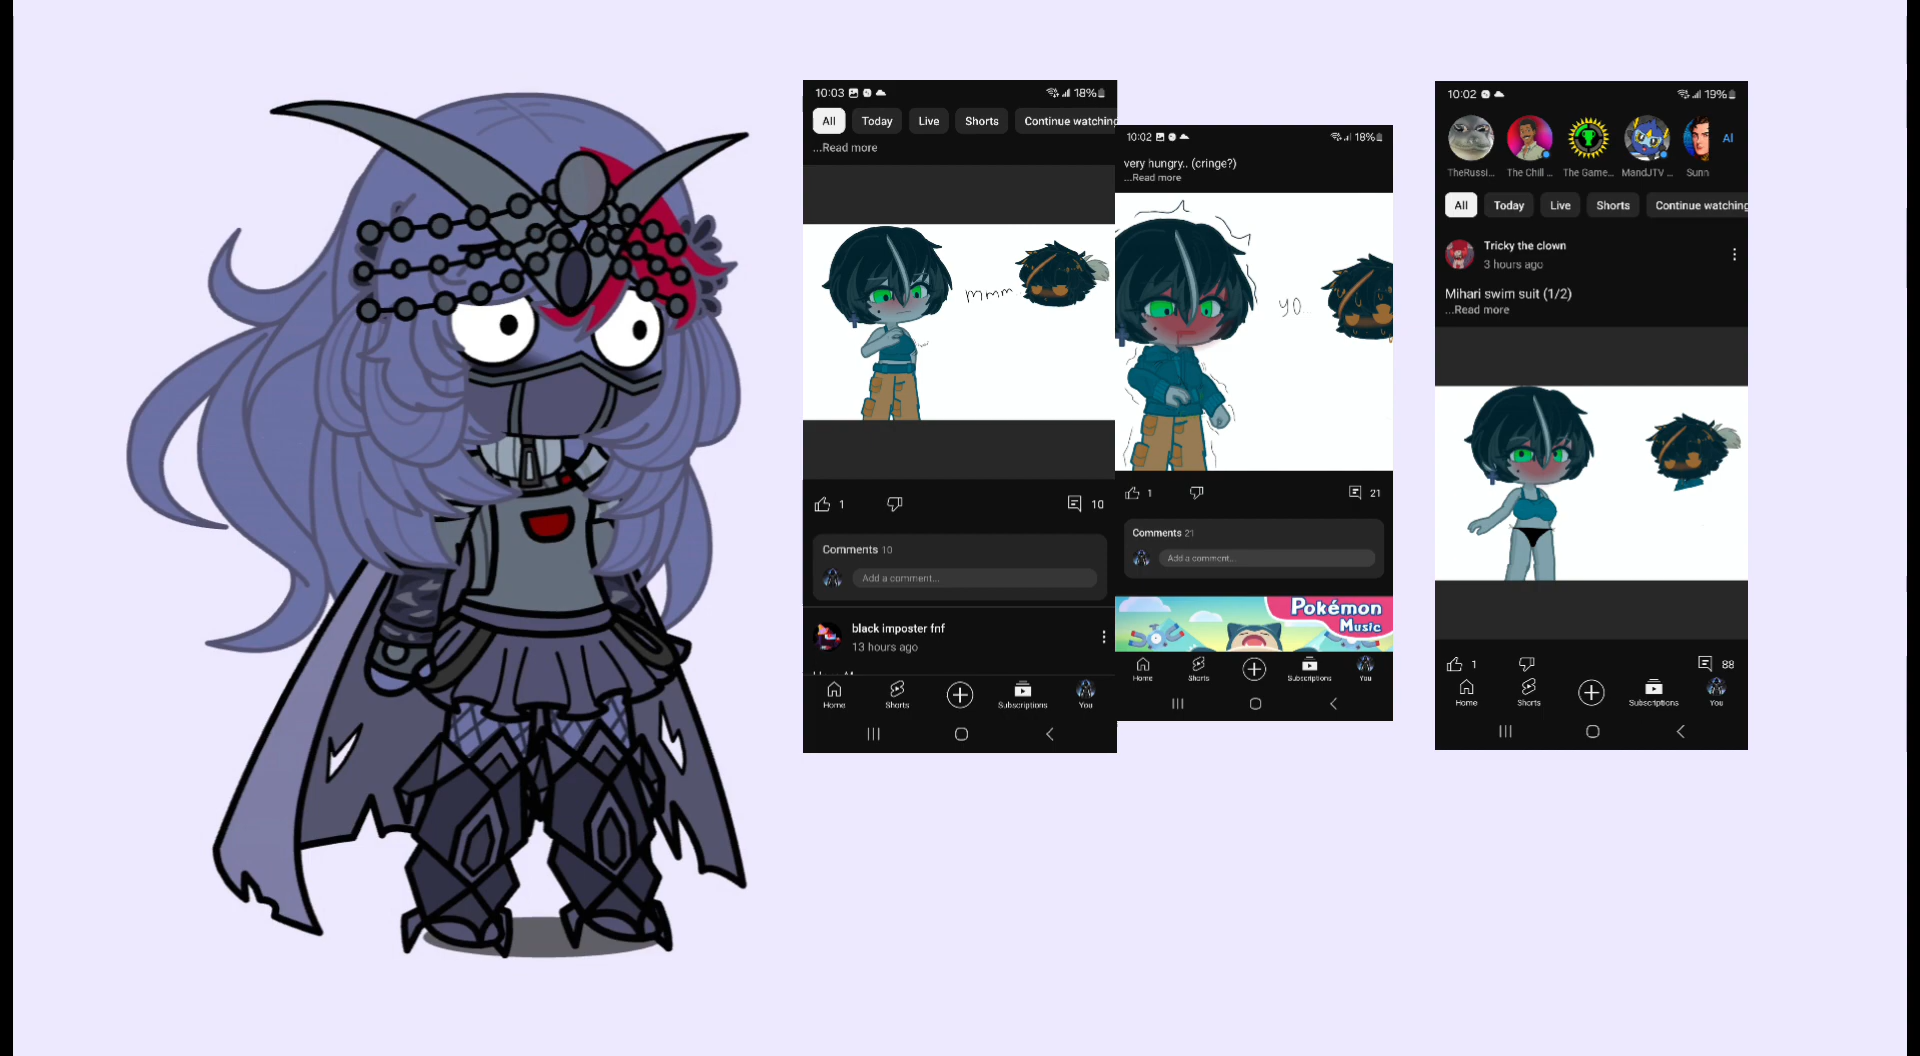 10:03
18%
All
Today
Live
Shorts
Continue watching
...Read more
mmm
1
10
Comments 10
Add a comment...
black imposter fnf
13 hours ago
Home
Shorts
Subscriptions
You
10:02
18%
very hungry.. (cringe?)
...Read more
yo..
1
21
Comments 21
Add a comment...
Pokémon
Music
Home
Shorts
Subscriptions
You
10:02
19%
TheRussi...
The Chill ...
The Game...
MandJTV ...
Sunn
Al
All
Today
Live
Shorts
Continue watching
Tricky the clown
3 hours ago
Mihari swim suit (1/2)
...Read more
1
88
Home
Shorts
Subscriptions
You